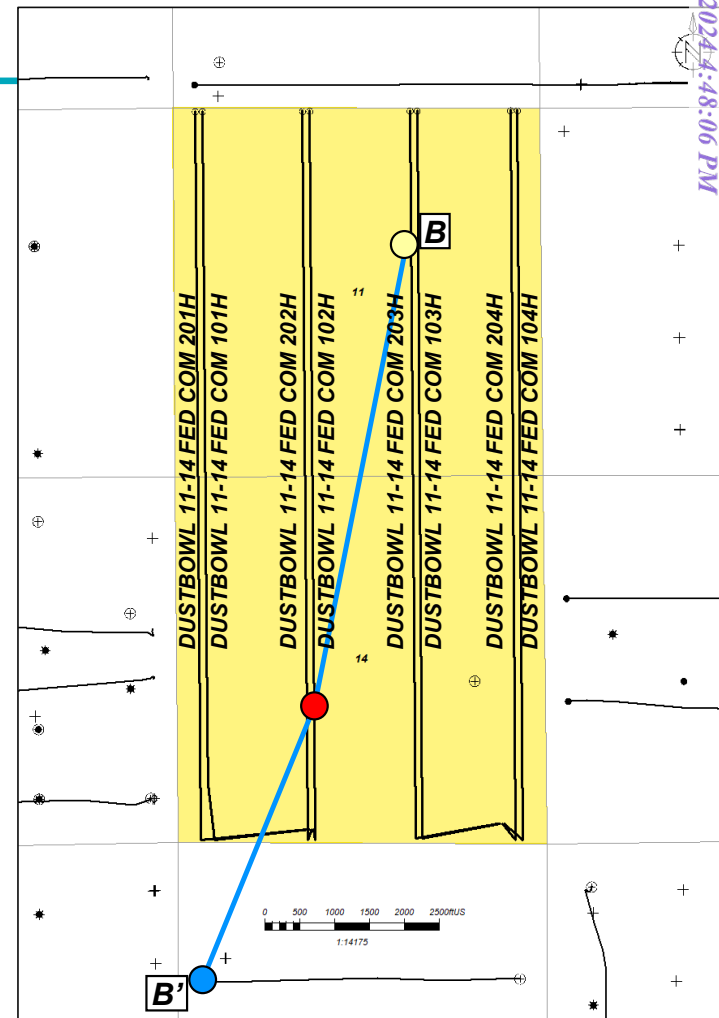 2024 4:48:06 PM
B
11
DUSTBOWL 11-14 FED COM 201H
DUSTBOWL 11-14 FED COM 101H
DUSTBOWL 11-14 FED COM 202H
DUSTBOWL 11-14 FED COM 102H
DUSTBOWL 11-14 FED COM 203H
DUSTBOWL 11-14 FED COM 103H
DUSTBOWL 11-14 FED COM 204H
DUSTBOWL 11-14 FED COM 104H
14
0 500 1000 1500 2000 2500ftUS
1:14175
B'